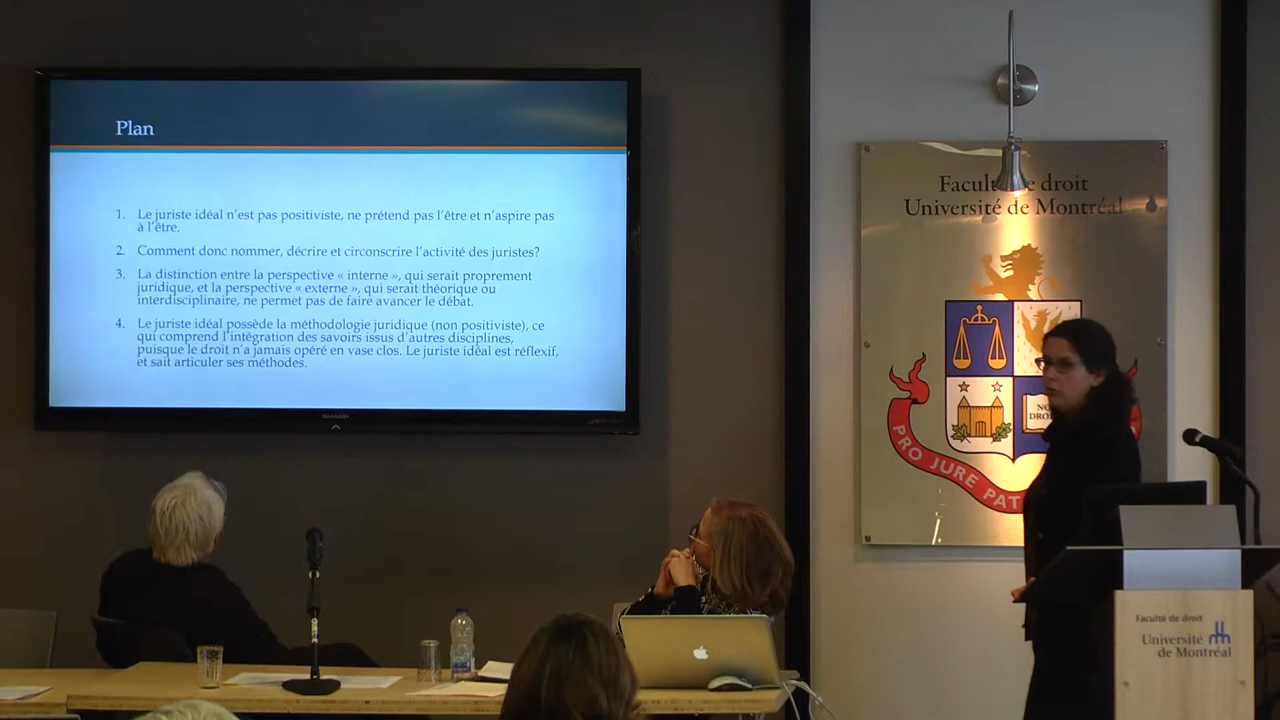 Plan
1. Le juriste idéal n'est pas positiviste, ne prétend pas l'être et n'aspire pas
à l'être.
2. Comment donc nommer, décrire et circonscrire l'activité des juristes?
3. La distinction entre la perspective « interne », qui serait proprement
juridique, et la perspective « externe », qui serait théorique ou
interdisciplinaire, ne permet pas de faire avancer le débat.
4. Le juriste idéal possède la méthodologie juridique (non positiviste), ce
qui comprend l'intégration des savoirs issus d'autres disciplines,
puisque le droit n'a jamais opéré en vase clos. Le juriste idéal est réflexif,
et sait articuler ses méthodes.
Faculté de droit
Université de Montréal
NO
DRO
PRO JURE PAT
Faculté de droit
Université
de Montréal